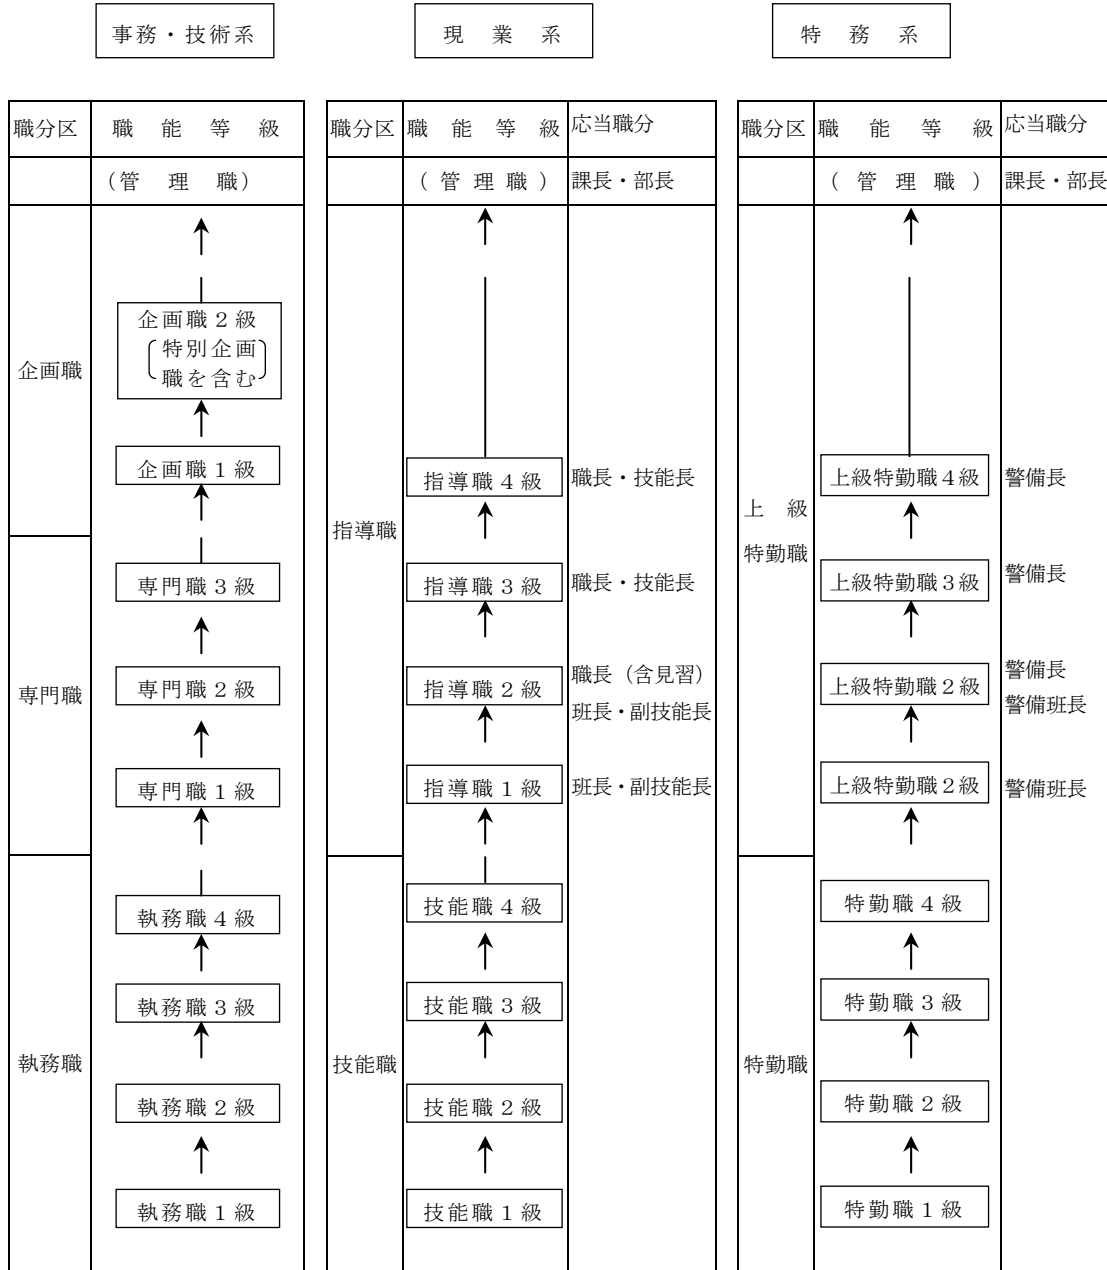 事務・技術系
現業系
特務系
職分区 職能等級
職分区 職能等級 応当職分
職分区 職能等級 応当職分
(管理職)
(管理職) 課長・部長
(管理職) 課長・部長
企画職
企画職2級
特別企画
職を含む
企画職1級
専門職
専門職3級
専門職2級
専門職1級
執務職
執務職4級
執務職3級
執務職2級
執務職1級
指導職
指導職4級 職長・技能長
指導職3級 職長・技能長
指導職2級 職長(含見習)
班長・副技能長
指導職1級 班長・副技能長
技能職
技能職4級
技能職3級
技能職2級
技能職1級
上級
特勤職
上級特勤職4級 警備長
上級特勤職3級 警備長
上級特勤職2級 警備長
警備班長
上級特勤職2級 警備班長
特勤職
特勤職4級
特勤職3級
特勤職2級
特勤職1級